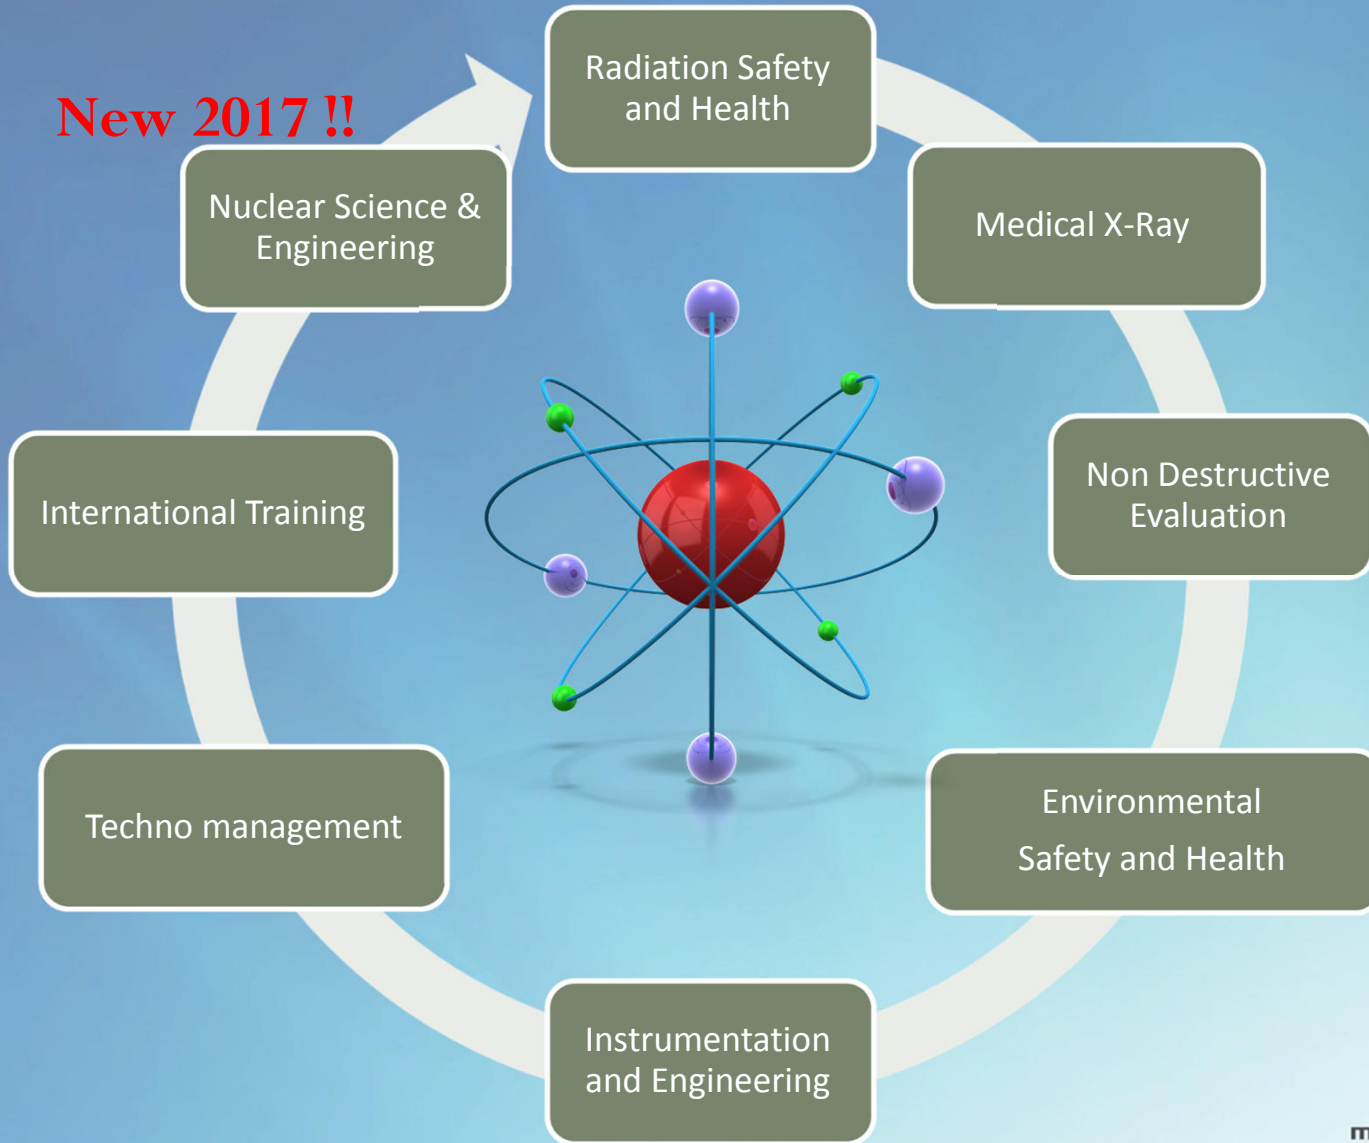 New 2017 !!
Radiation Safety
and Health
Medical X-Ray
Non Destructive
Evaluation
Environmental
Safety and Health
Instrumentation
and Engineering
Techno management
International Training
Nuclear Science &
Engineering